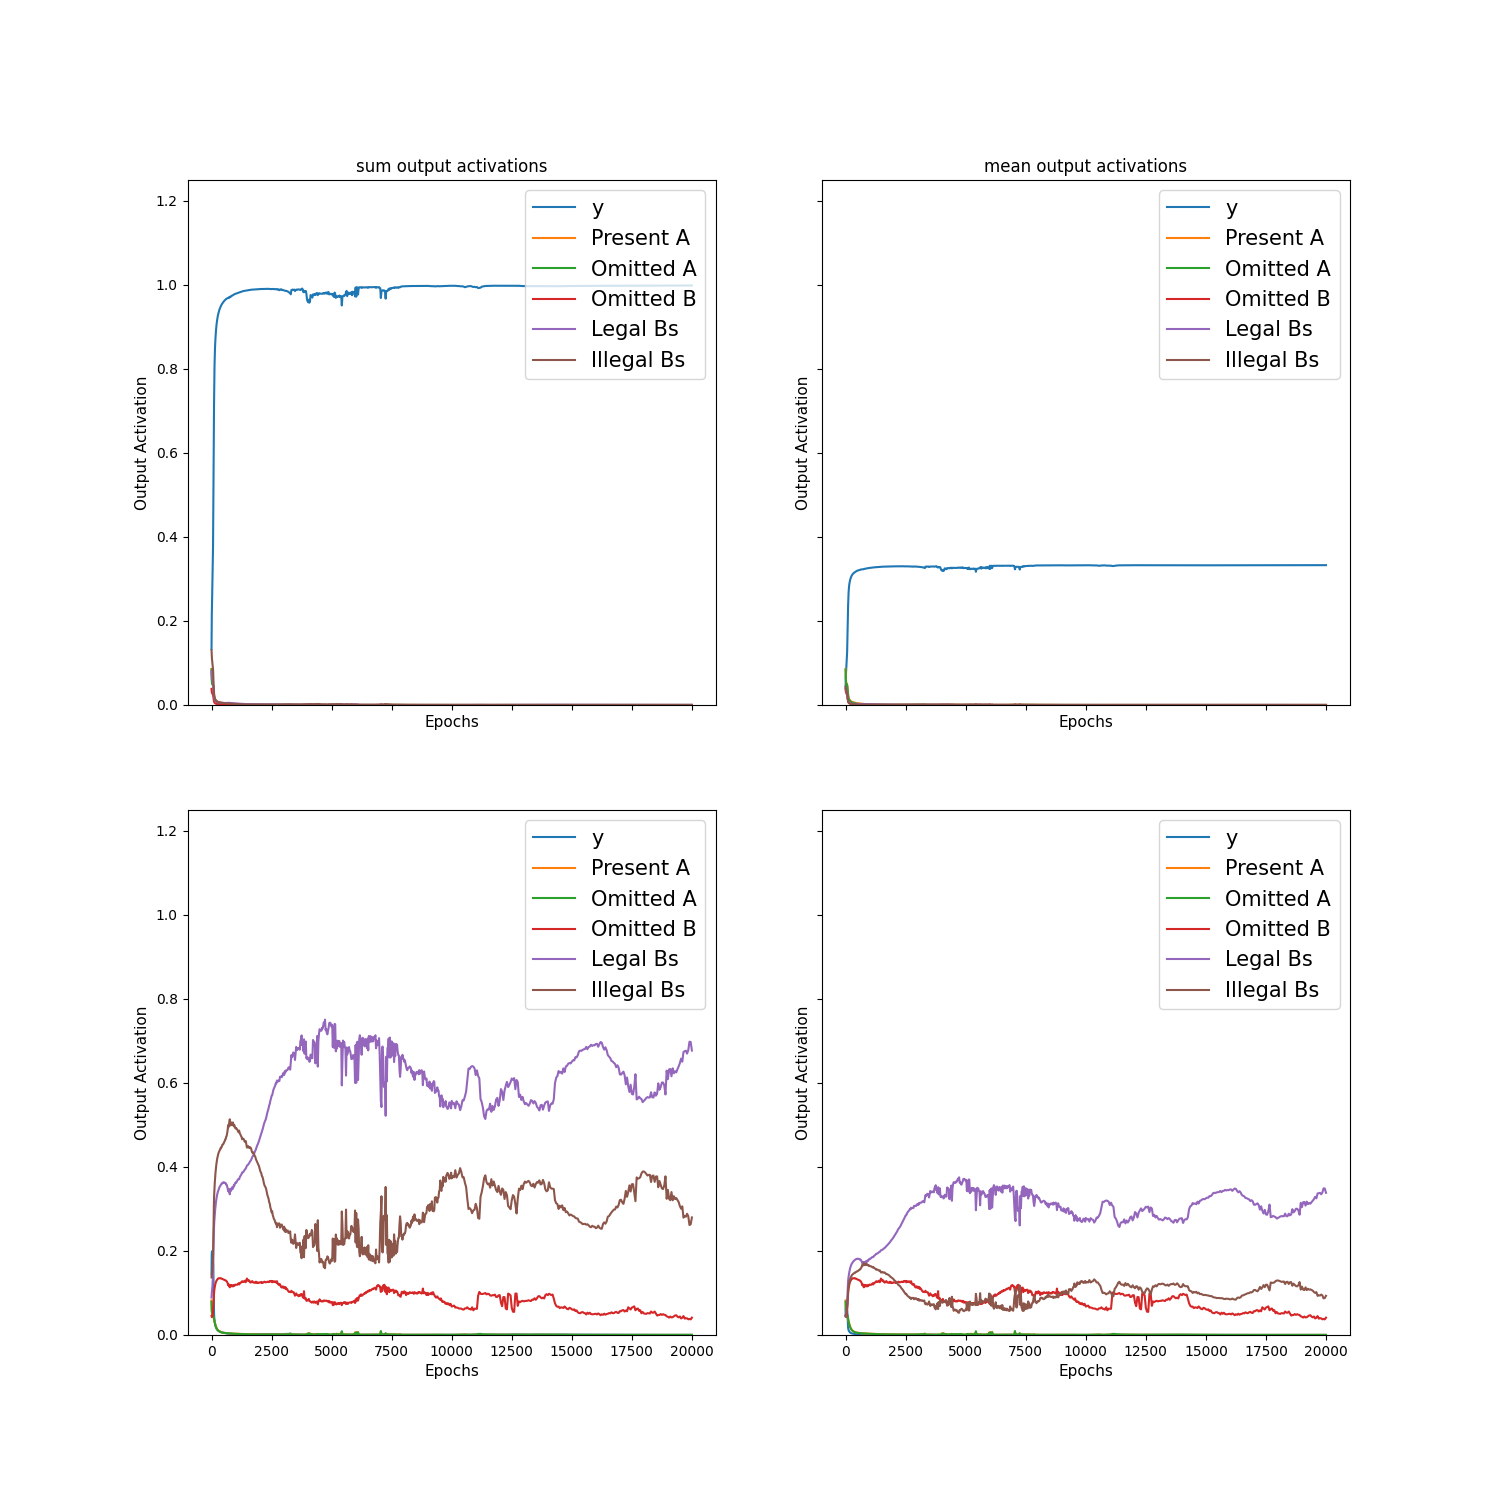 sum output activations
mean output activations
1.2
1.0
0.8
0.6
0.4
0.2
0.0
Output Activation
y
Present A
Omitted A
Omitted B
Legal Bs
Illegal Bs
Epochs
Output Activation
y
Present A
Omitted A
Omitted B
Legal Bs
Illegal Bs
Epochs
1.2
1.0
0.8
0.6
0.4
0.2
0.0
Output Activation
y
Present A
Omitted A
Omitted B
Legal Bs
Illegal Bs
0 2500 5000 7500 10000 12500 15000 17500 20000
Epochs
Output Activation
y
Present A
Omitted A
Omitted B
Legal Bs
Illegal Bs
0 2500 5000 7500 10000 12500 15000 17500 20000
Epochs